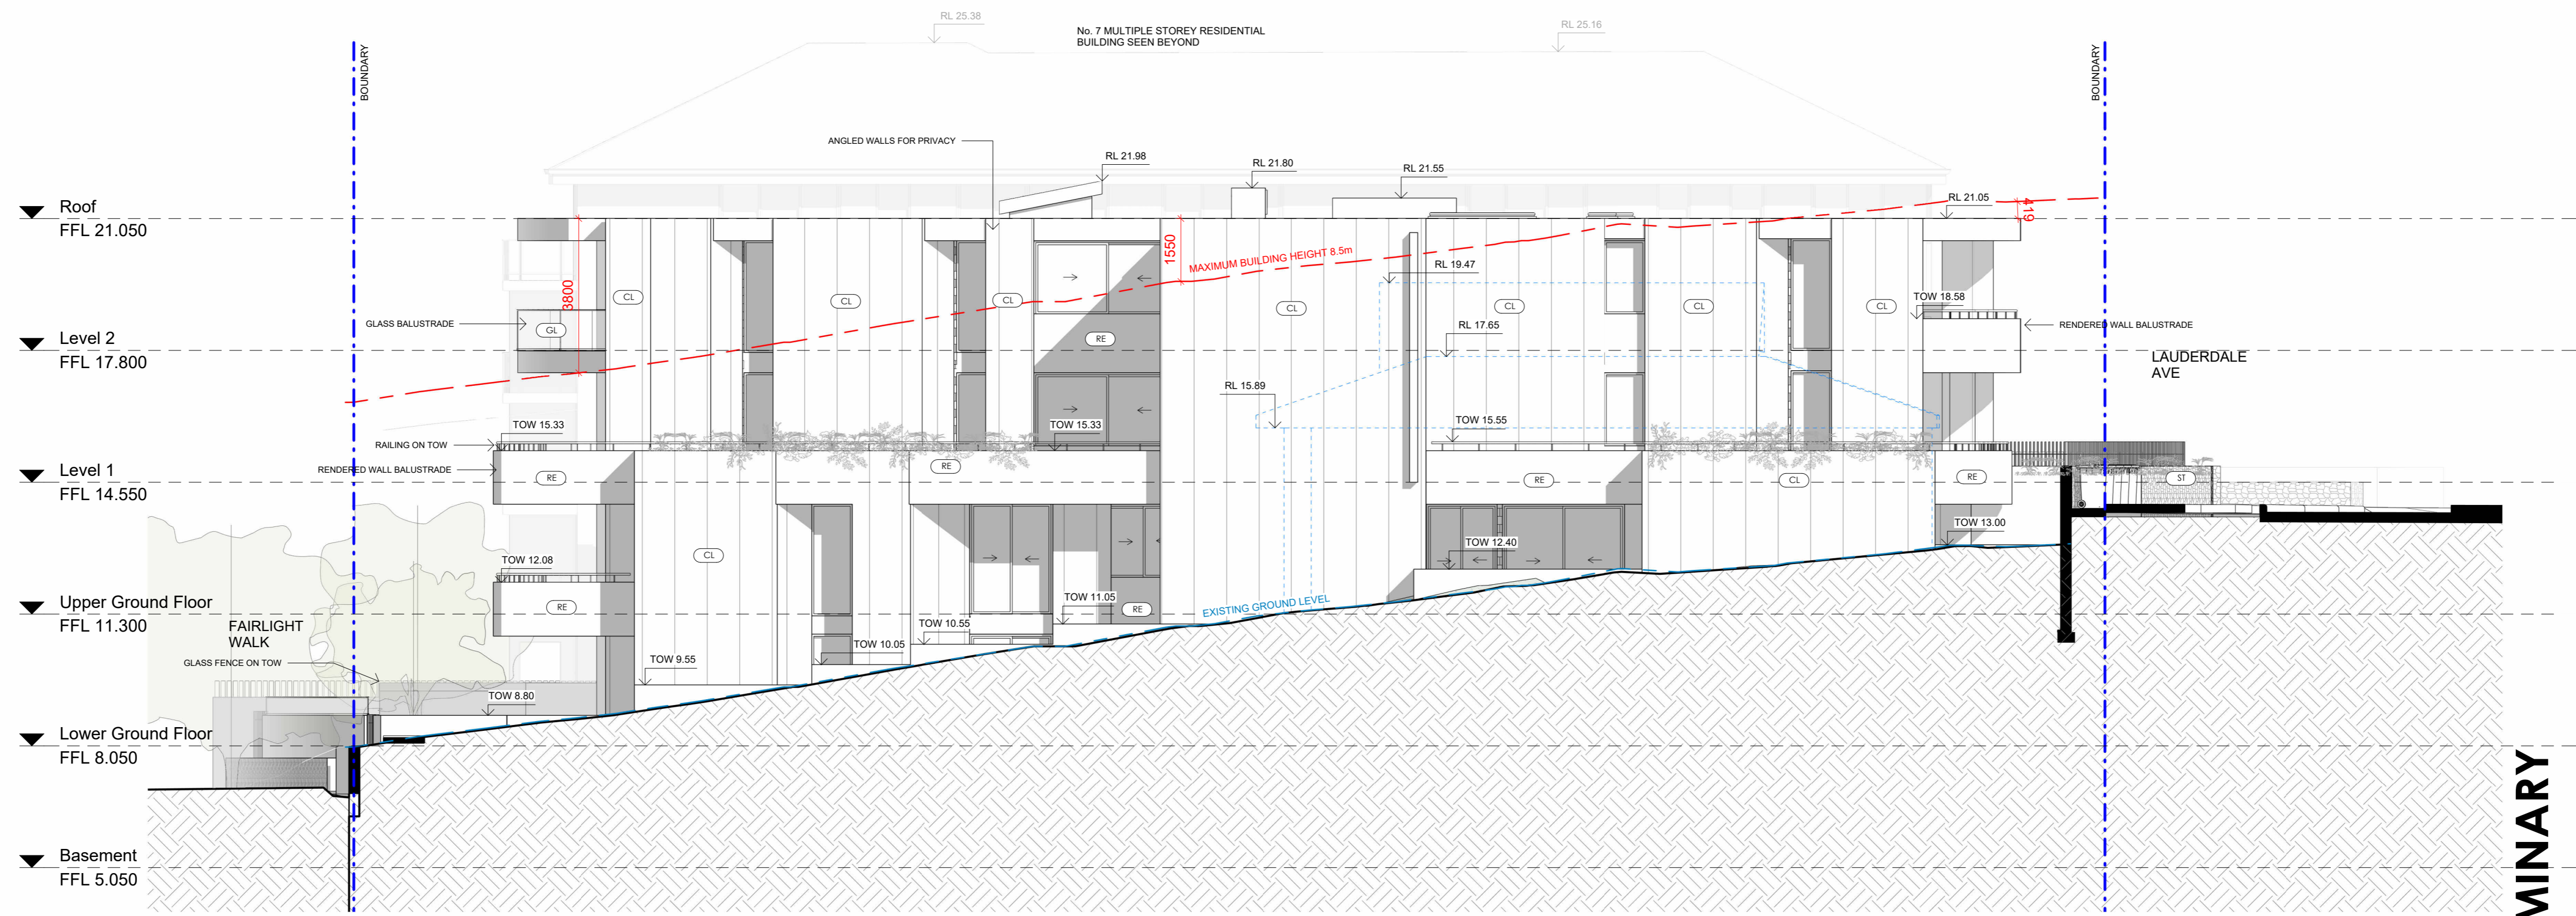 RL 25.38
No. 7 MULTIPLE STOREY RESIDENTIAL
BUILDING SEEN BEYOND
RL 25.16
BOUNDARY
BOUNDARY
ANGLED WALLS FOR PRIVACY
RL 21.98
RL 21.80
RL 21.55
RL 21.05
419
Roof
FFL 21.050
3800
1550
MAXIMUM BUILDING HEIGHT 8.5m
RL 19.47
CL
CL
CL
CL
CL
CL
CL
TOW 18.58
GLASS BALUSTRADE
GL
RENDERED WALL BALUSTRADE
Level 2
FFL 17.800
RE
RL 17.65
LAUDERDALE
AVE
RL 15.89
TOW 15.33
TOW 15.33
TOW 15.55
RAILING ON TOW
RENDERED WALL BALUSTRADE
Level 1
FFL 14.550
RE
RE
RE
CL
RE
ST
TOW 13.00
CL
TOW 12.40
TOW 12.08
Upper Ground Floor
FFL 11.300
RE
TOW 11.05
RE
EXISTING GROUND LEVEL
FAIRLIGHT
WALK
TOW 10.55
TOW 10.05
GLASS FENCE ON TOW
TOW 9.55
TOW 8.80
Lower Ground Floor
FFL 8.050
Basement
FFL 5.050
MINARY